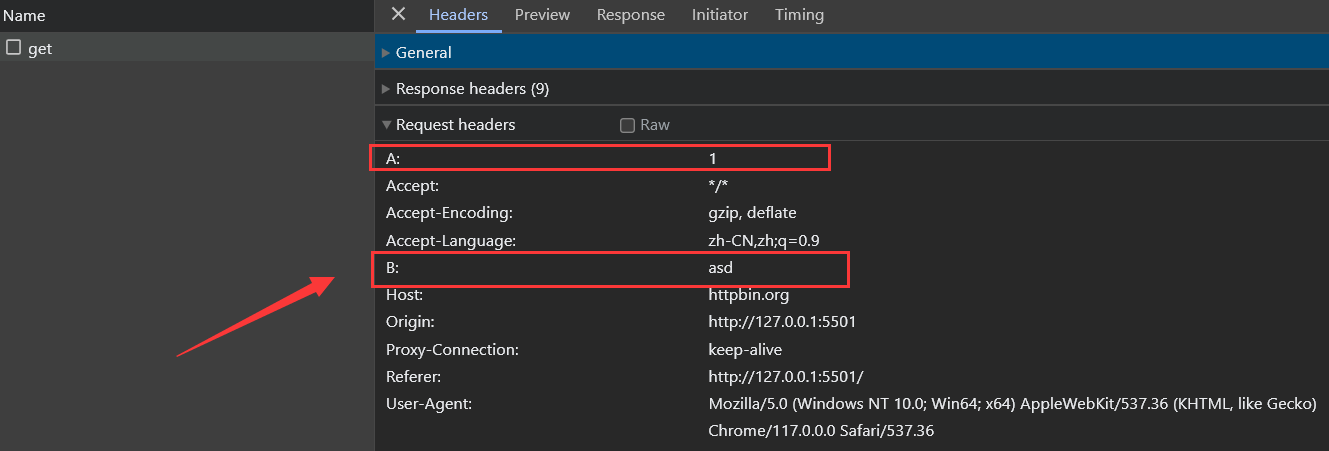 Name
Headers Preview Response Initiator Timing
get
General
Response headers (9)
Request headers Raw
A: 1
Accept: */*
Accept-Encoding: gzip, deflate
Accept-Language: zh-CN,zh;q=0.9
B: asd
Host: httpbin.org
Origin: http://127.0.0.1:5501
Proxy-Connection: keep-alive
Referer: http://127.0.0.1:5501/
User-Agent: Mozilla/5.0 (Windows NT 10.0; Win64; x64) AppleWebKit/537.36 (KHTML, like Gecko)
Chrome/117.0.0.0 Safari/537.36